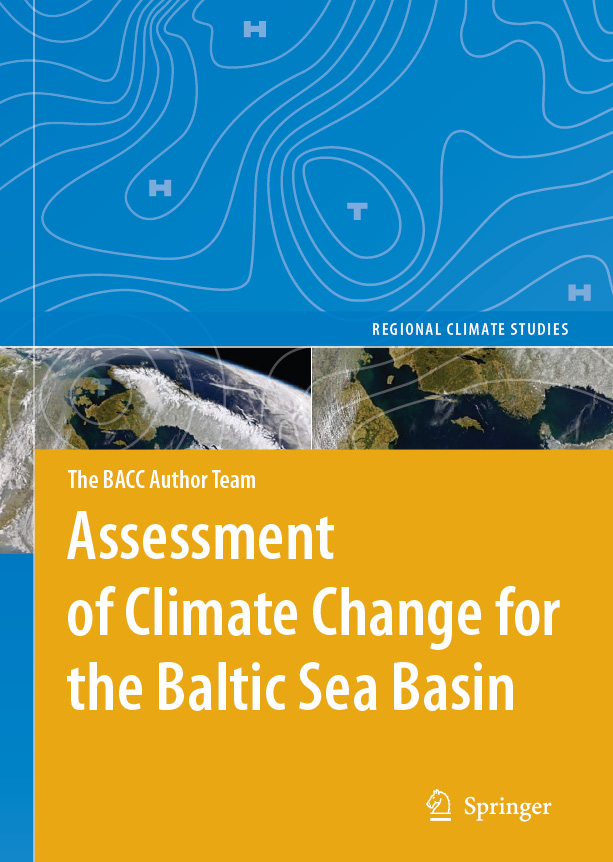 H
H
T
H
REGIONAL CLIMATE STUDIES
T
The BACC Author Team
Assessment
of Climate Change for
the Baltic Sea Basin
Springer